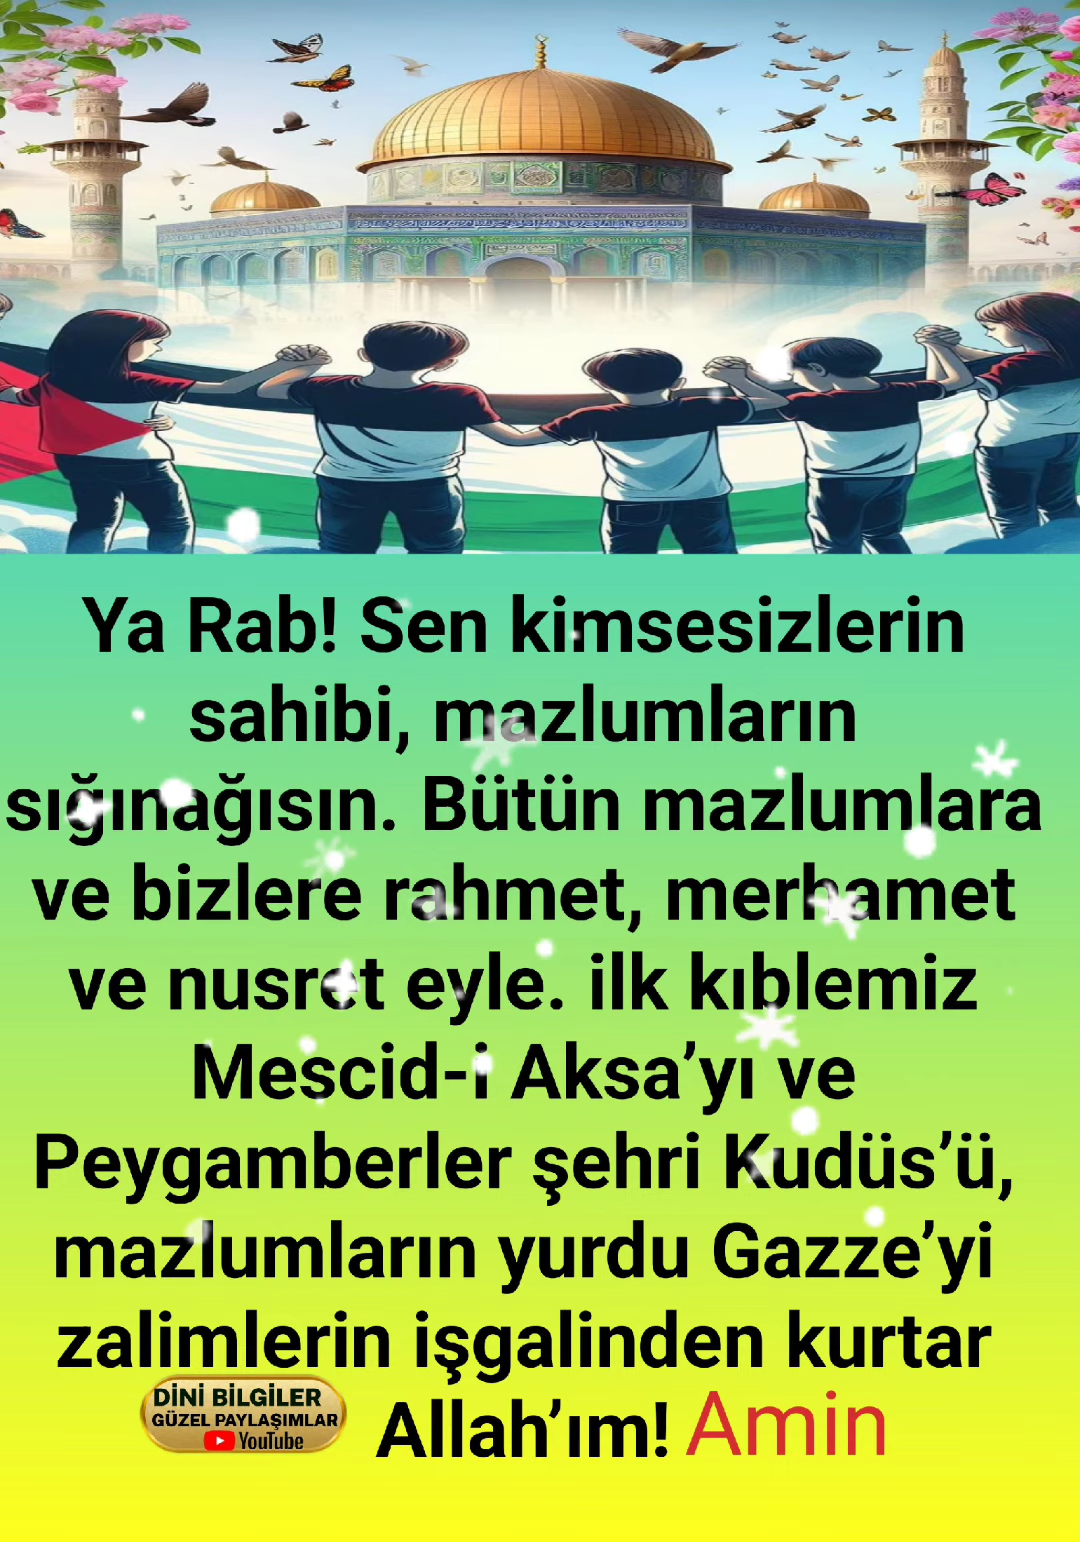 Ya Rab! Sen kimsesizlerin
sahibi, mazlumların
sığınağısın. Bütün mazlumlara
ve bizlere rahmet, merhamet
ve nusret eyle. ilk kıblemiz
Mescid-i Aksa’yı ve
Peygamberler şehri Kudüs’ü,
mazlumların yurdu Gazze’yi
zalimlerin işgalinden kurtar
Allah’ım! Amin
DİNİ BİLGİLER
GÜZEL PAYLAŞIMLAR
YouTube